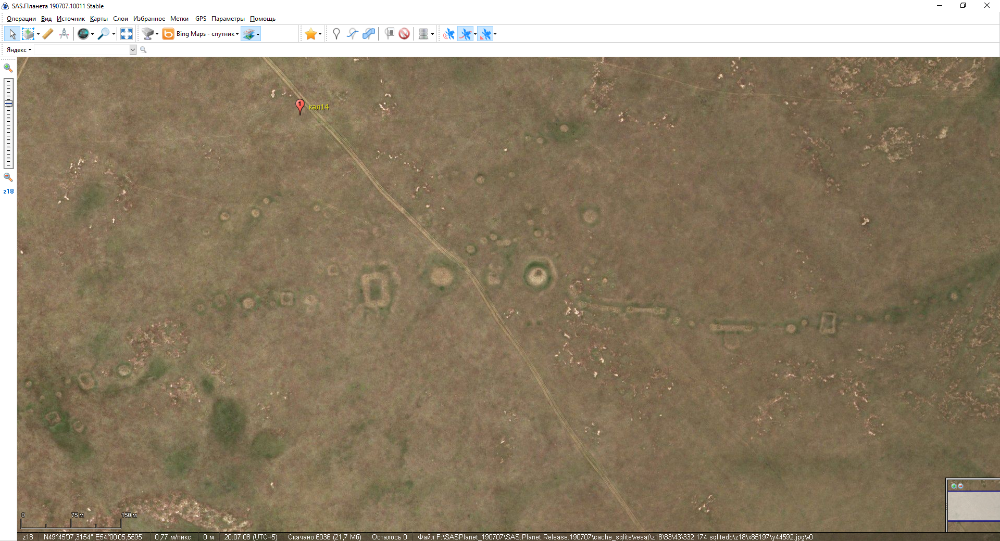 SAS.Планета 190707.10011 Stable
Операции Вид Источник Карты Слои Избранное Метки GPS Параметры Помощь
Bing Maps - спутник
Яндекс
z18
1 кал14
0 75 м 150 м
z18 N49°45'07,3154" E54°00'05,5595" 0,77 м/пикс. 0 м 20:07:08 (UTC+5) Скачано 6036 (21,7 Мб) Осталось 0 Файл F:\SASPlanet_190707\SAS.Planet.Release.190707\cache_sqlite\vesat\z18\83\43\332.174.sqlitedb\z18\x85197\y44592.jpg\v0